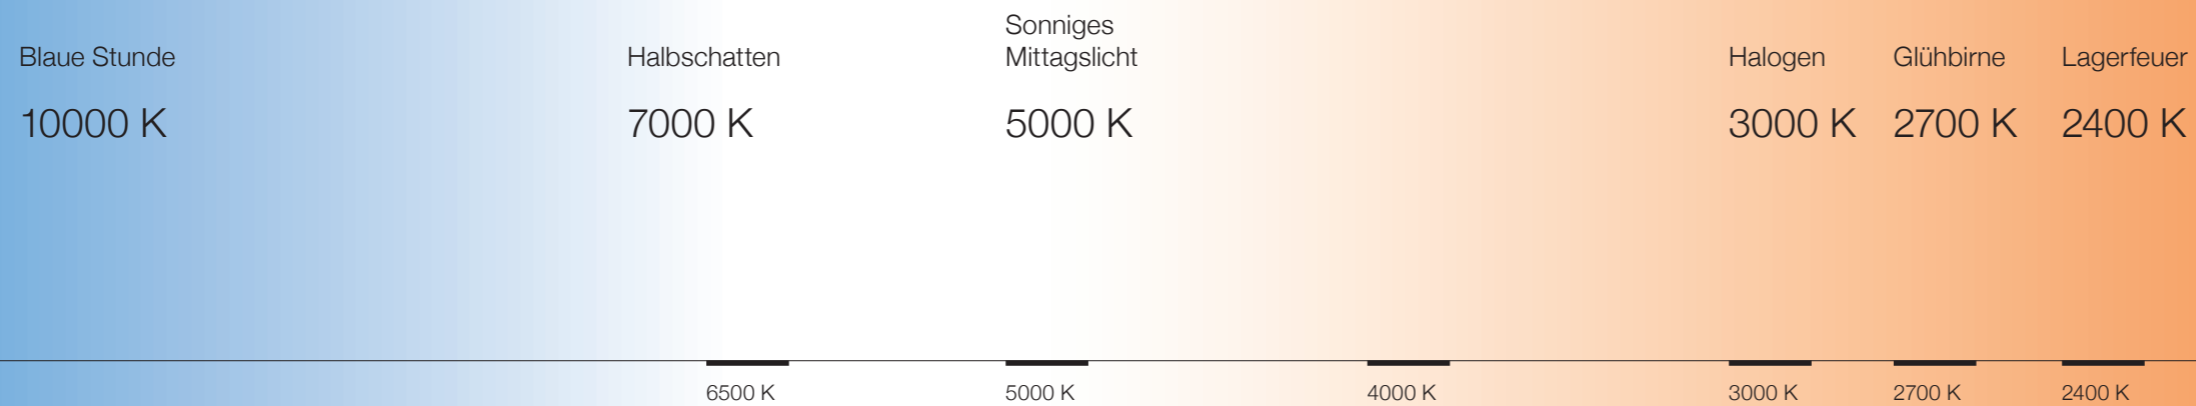 Blaue Stunde
10000 K
Halbschatten
7000 K
Sonniges
Mittagslicht
5000 K
Halogen
3000 K
Glühbirne
2700 K
Lagerfeuer
2400 K
6500 K
5000 K
4000 K
3000 K
2700 K
2400 K